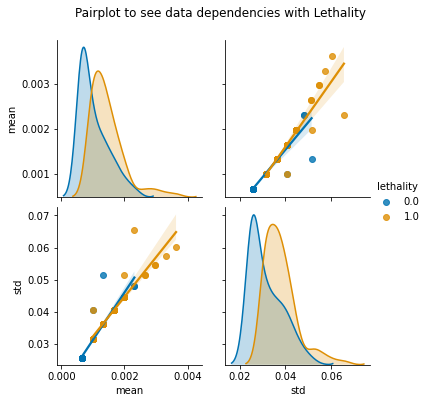 Pairplot to see data dependencies with Lethality
mean
0.003
0.002
0.001
lethality
0.0
1.0
std
0.07
0.06
0.05
0.04
0.03
0.000 0.002 0.004
mean
0.02 0.04 0.06
std